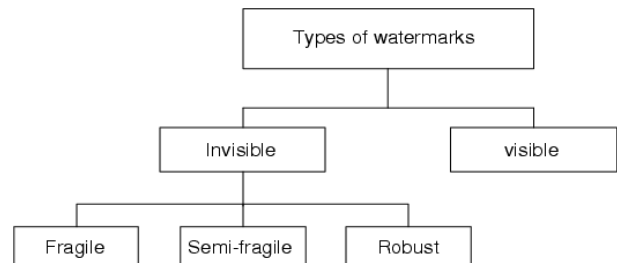 Types of watermarks
Invisible
visible
Fragile
Semi-fragile
Robust